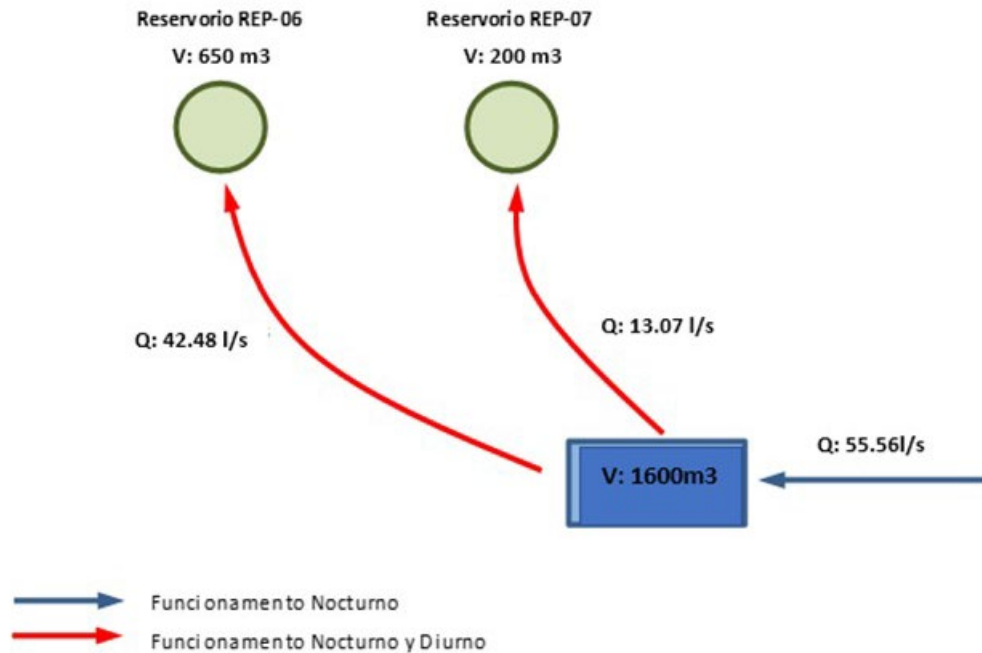 Reservorio REP-06
V: 650 m3
Reservorio REP-07
V: 200 m3
Q: 42.48 l/s
Q: 13.07 l/s
Q: 55.56l/s
V: 1600m3
Funcionamento Nocturno
Funcionamento Nocturno y Diurno